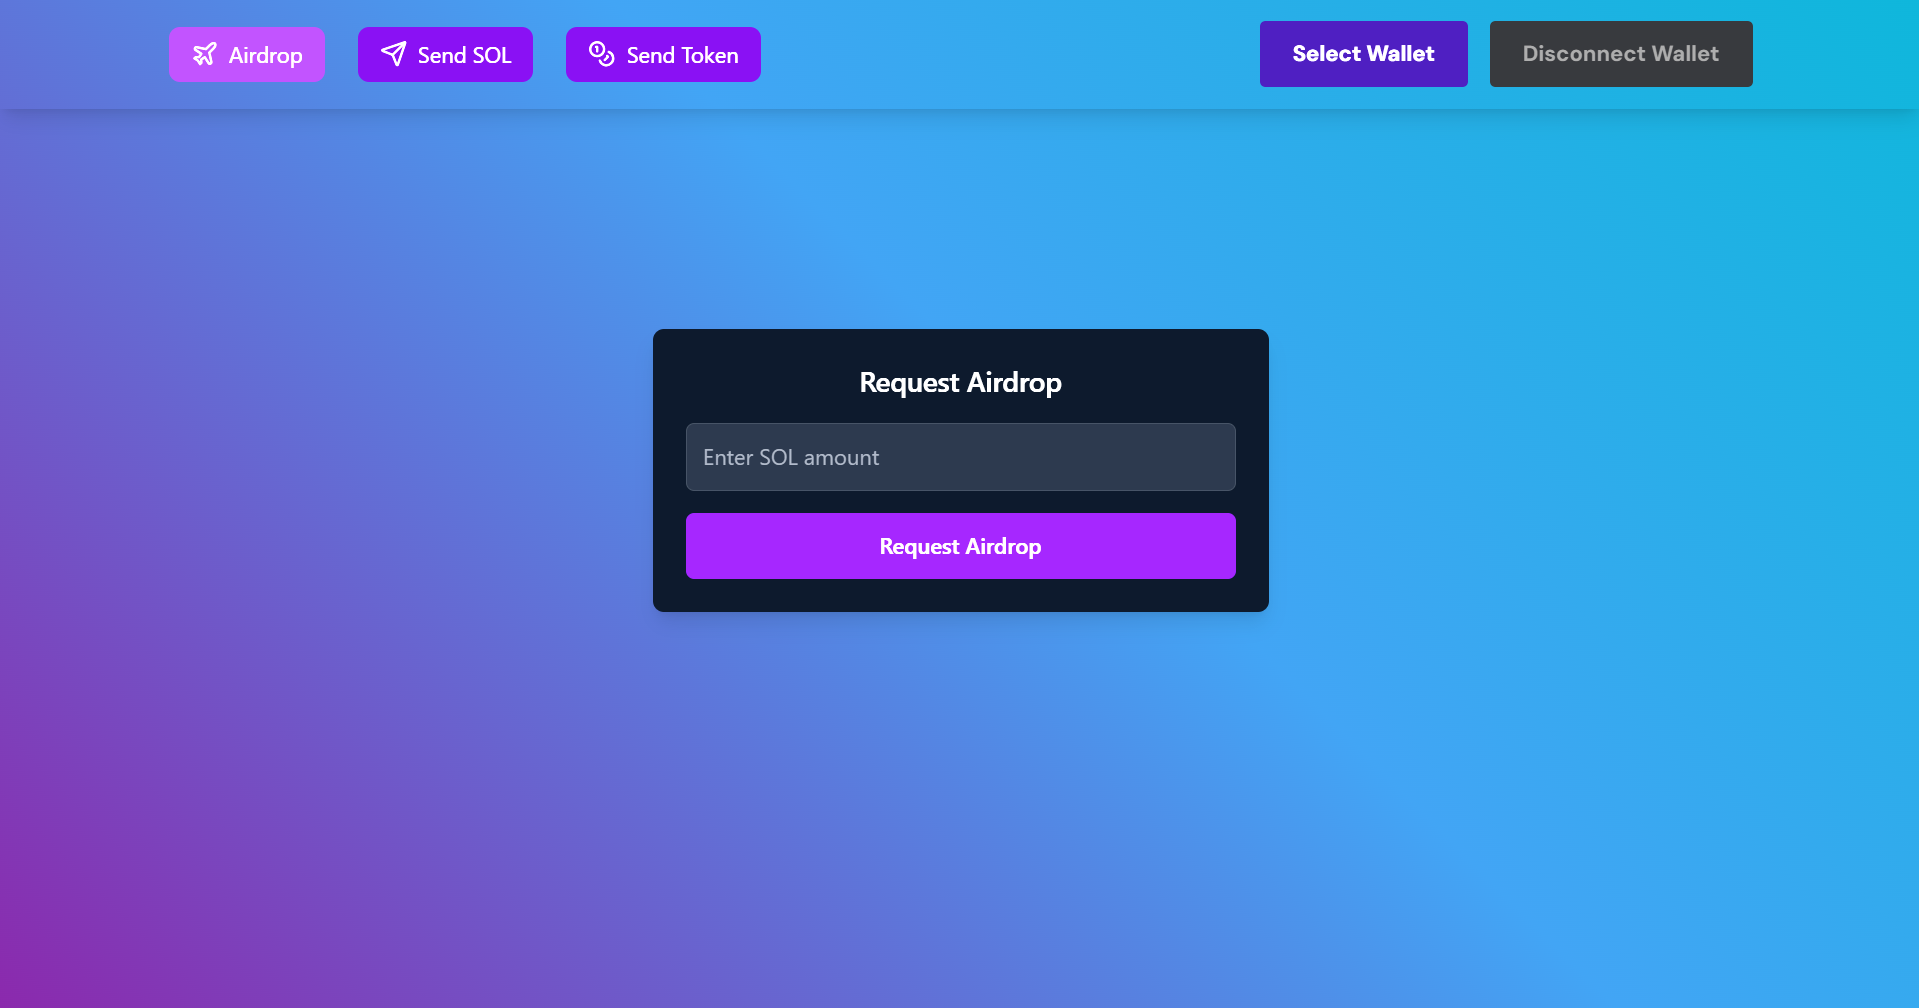 Airdrop
Send SOL
Send Token
Select Wallet
Disconnect Wallet
Request Airdrop
Enter SOL amount
Request Airdrop